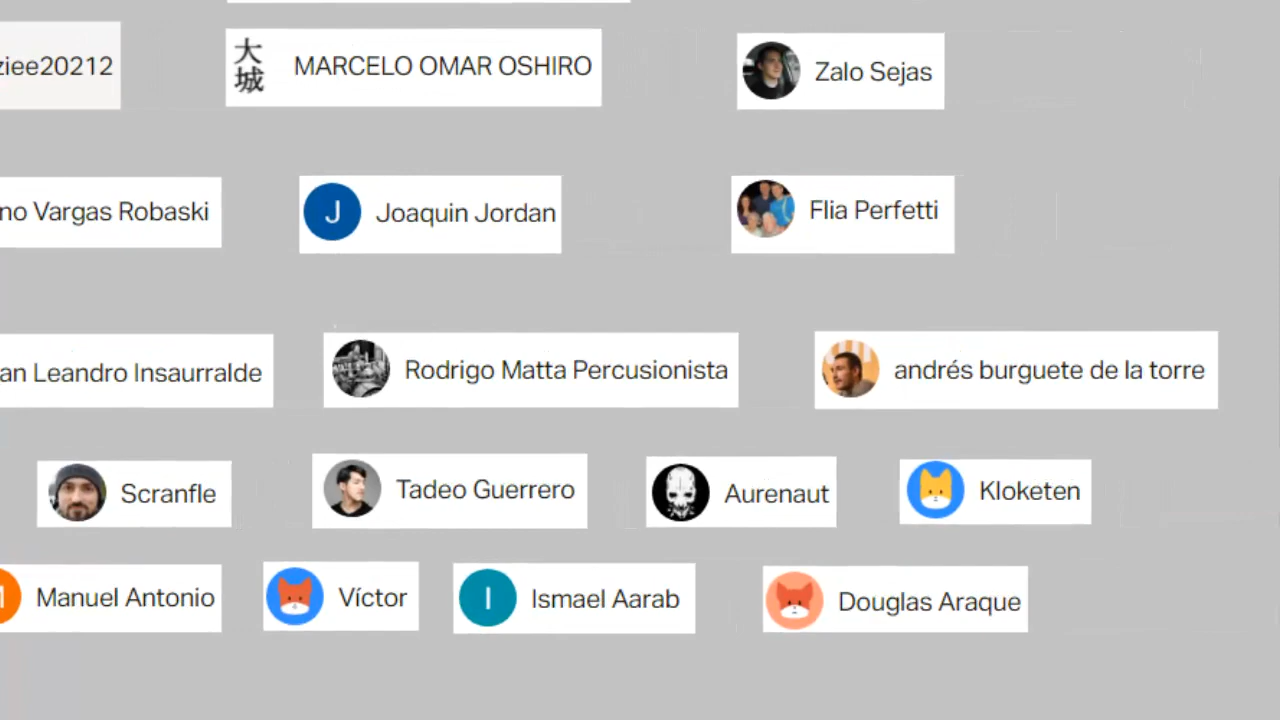 ziee20212
大城 MARCELO OMAR OSHIRO
Zalo Sejas
no Vargas Robaski
J Joaquin Jordan
Flia Perfetti
an Leandro Insaurralde
Rodrigo Matta Percusionista
andrés burguete de la torre
Scranfle
Tadeo Guerrero
Aurenaut
Kloketen
Manuel Antonio
Víctor
I Ismael Aarab
Douglas Araque